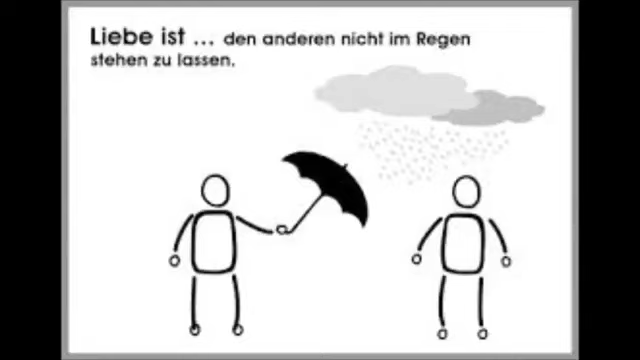 Liebe ist ... den anderen nicht im Regen
stehen zu lassen.